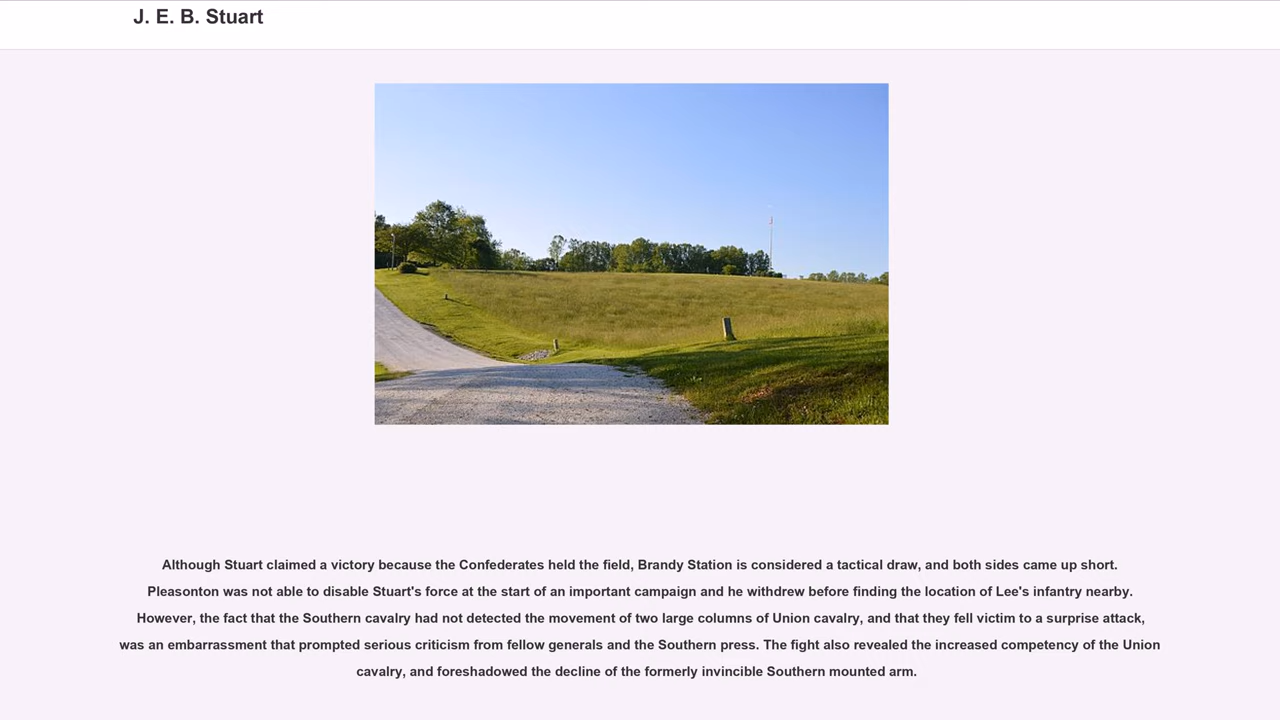 J. E. B. Stuart
Although Stuart claimed a victory because the Confederates held the field, Brandy Station is considered a tactical draw, and both sides came up short.
Pleasonton was not able to disable Stuart's force at the start of an important campaign and he withdrew before finding the location of Lee's infantry nearby.
However, the fact that the Southern cavalry had not detected the movement of two large columns of Union cavalry, and that they fell victim to a surprise attack,
was an embarrassment that prompted serious criticism from fellow generals and the Southern press. The fight also revealed the increased competency of the Union
cavalry, and foreshadowed the decline of the formerly invincible Southern mounted arm.